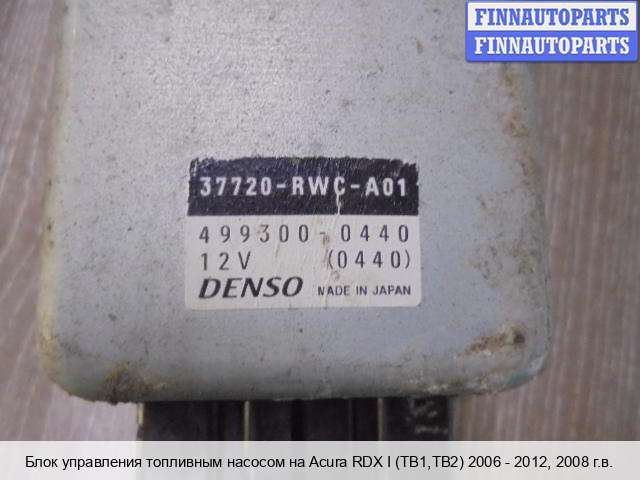 FINNAUTOPARTS
FINNAUTOPARTS
37720-RWC-A01
499300-0440
12V (0440)
DENSO MADE IN JAPAN
Блок управления топливным насосом на Acura RDX I (TB1,TB2) 2006 - 2012, 2008 г.в.